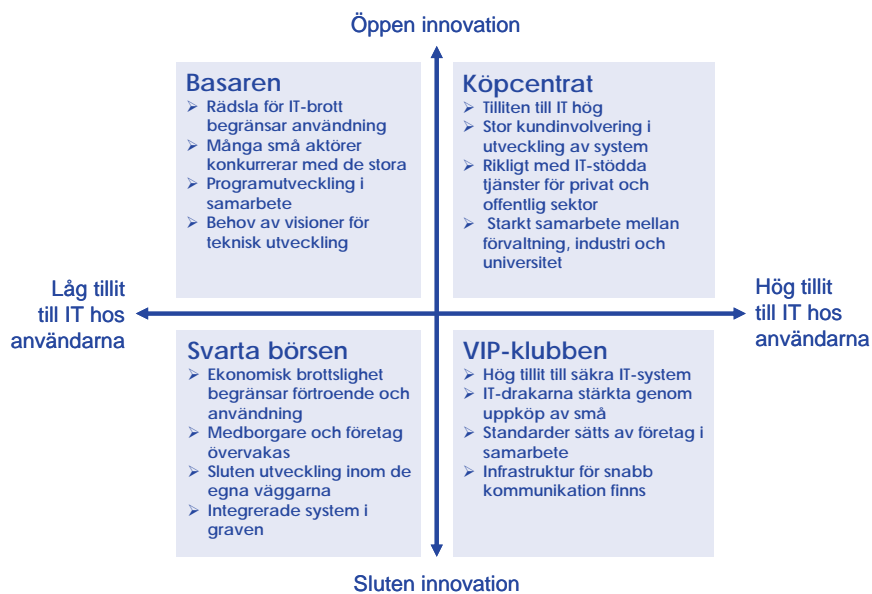 Öppen innovation
Basaren
➢ Rädsla för IT-brott
begränsar användning
➢ Många små aktörer
konkurrerar med de stora
➢ Programutveckling i
samarbete
➢ Behov av visioner för
teknisk utveckling
Köpcentrat
➢ Tilliten till IT hög
➢ Stor kundinvolvering i
utveckling av system
➢ Rikligt med IT-stödda
tjänster för privat och
offentlig sektor
➢ Starkt samarbete mellan
förvaltning, industri och
universitet
Låg tillit
till IT hos
användarna
Hög tillit
till IT hos
användarna
Svarta börsen
➢ Ekonomisk brottslighet
begränsar förtroende och
användning
➢ Medborgare och företag
övervakas
➢ Sluten utveckling inom de
egna väggarna
➢ Integrerade system i
graven
VIP-klubben
➢ Hög tillit till säkra IT-system
➢ IT-drakarna stärkta genom
uppköp av små
➢ Standarder sätts av företag i
samarbete
➢ Infrastruktur för snabb
kommunikation finns
Sluten innovation